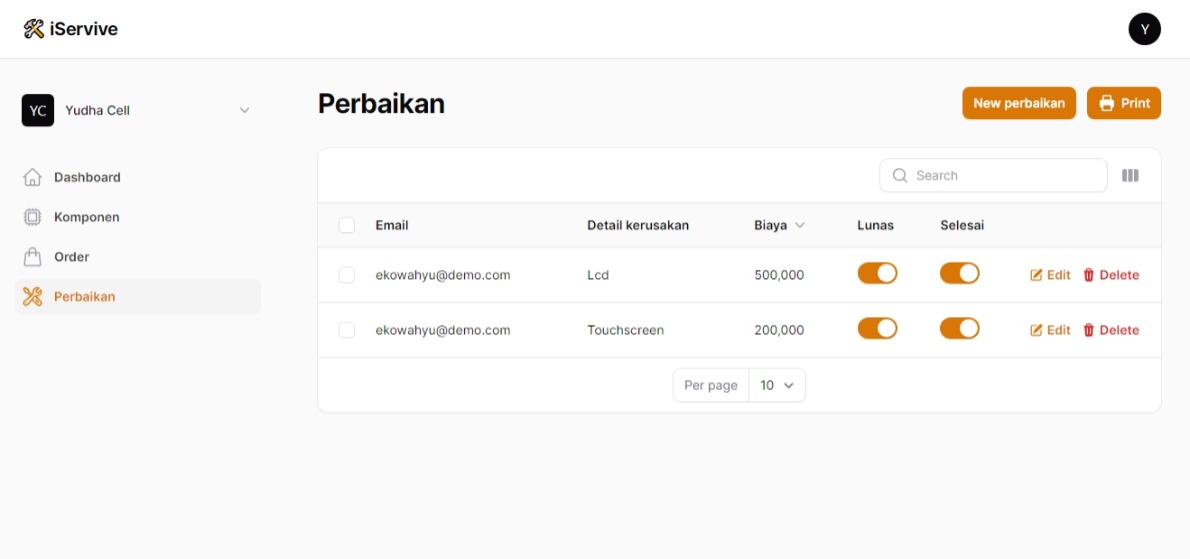 iServive
Y
YC Yudha Cell
Dashboard
Komponen
Order
Perbaikan
Perbaikan
New perbaikan Print
Search
Email Detail kerusakan Biaya Lunas Selesai
ekowahyu@demo.com Lcd 500,000 Edit Delete
ekowahyu@demo.com Touchscreen 200,000 Edit Delete
Per page 10